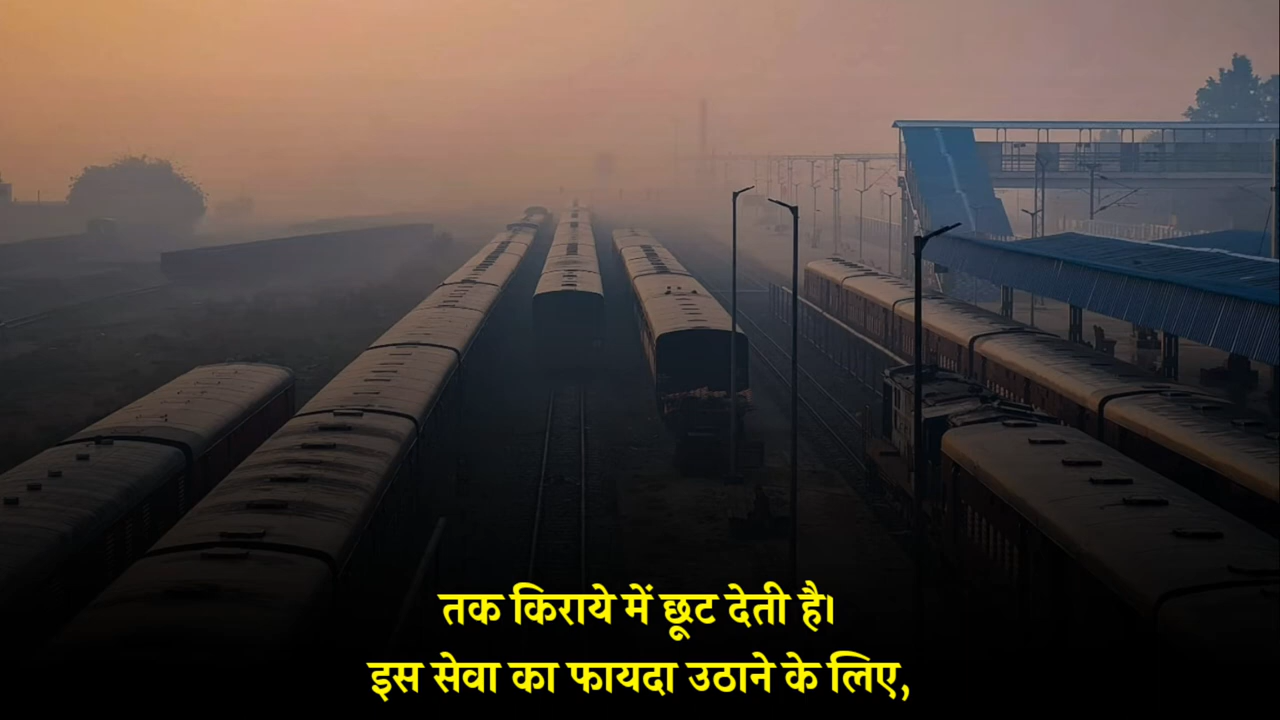 तक किराये में छूट देती है।
इस सेवा का फायदा उठाने के लिए,